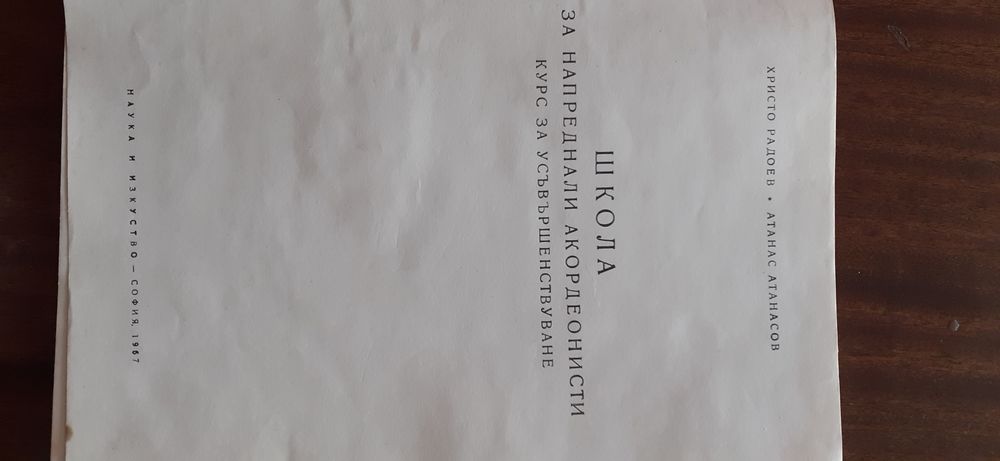 ХРИСТО РАДОЕВ • АТАНАС АТАНАСОВ
ШКОЛА
ЗА НАПРЕДНАЛИ АКОРДЕОНИСТИ
КУРС ЗА УСЪВЪРШЕНСТВУВАНЕ
НАУКА И ИЗКУСТВО — СОФИЯ, 1967